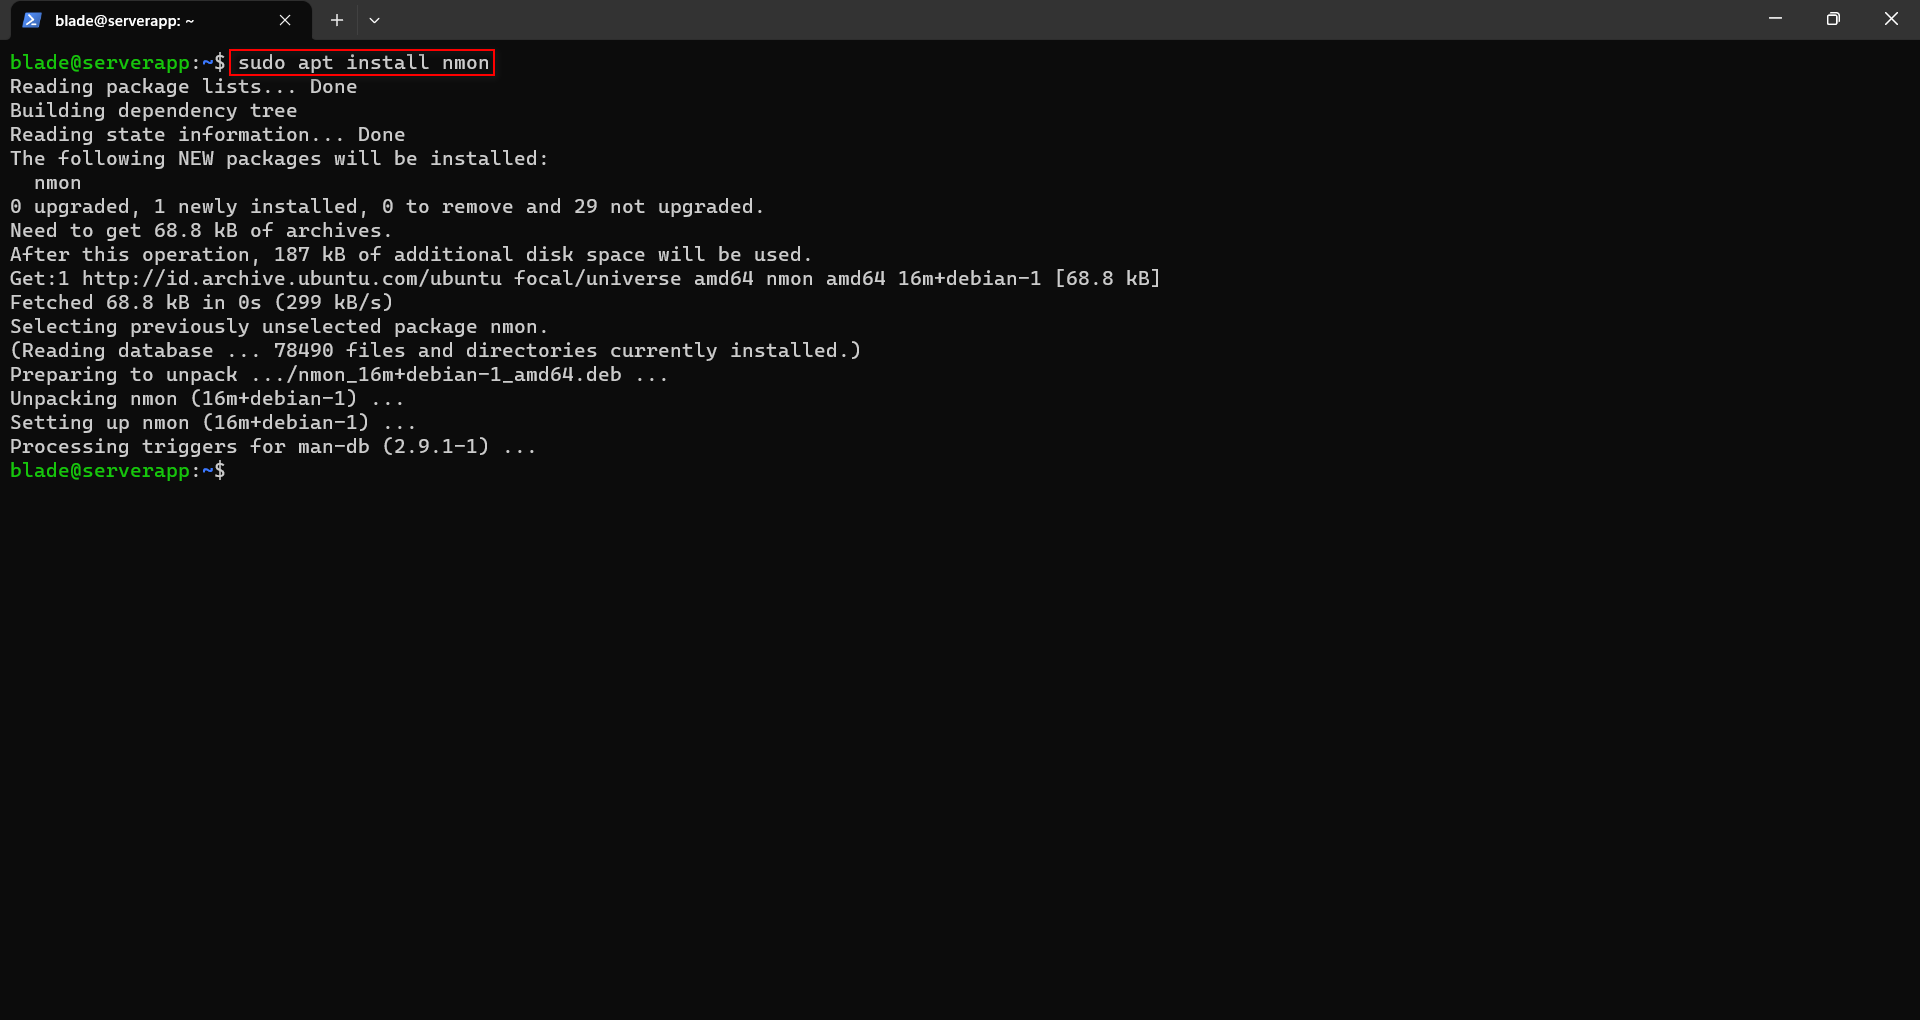 blade@serverapp: ~
blade@serverapp:~$ sudo apt install nmon
Reading package lists... Done
Building dependency tree
Reading state information... Done
The following NEW packages will be installed:
  nmon
0 upgraded, 1 newly installed, 0 to remove and 29 not upgraded.
Need to get 68.8 kB of archives.
After this operation, 187 kB of additional disk space will be used.
Get:1 http://id.archive.ubuntu.com/ubuntu focal/universe amd64 nmon amd64 16m+debian-1 [68.8 kB]
Fetched 68.8 kB in 0s (299 kB/s)
Selecting previously unselected package nmon.
(Reading database ... 78490 files and directories currently installed.)
Preparing to unpack .../nmon_16m+debian-1_amd64.deb ...
Unpacking nmon (16m+debian-1) ...
Setting up nmon (16m+debian-1) ...
Processing triggers for man-db (2.9.1-1) ...
blade@serverapp:~$